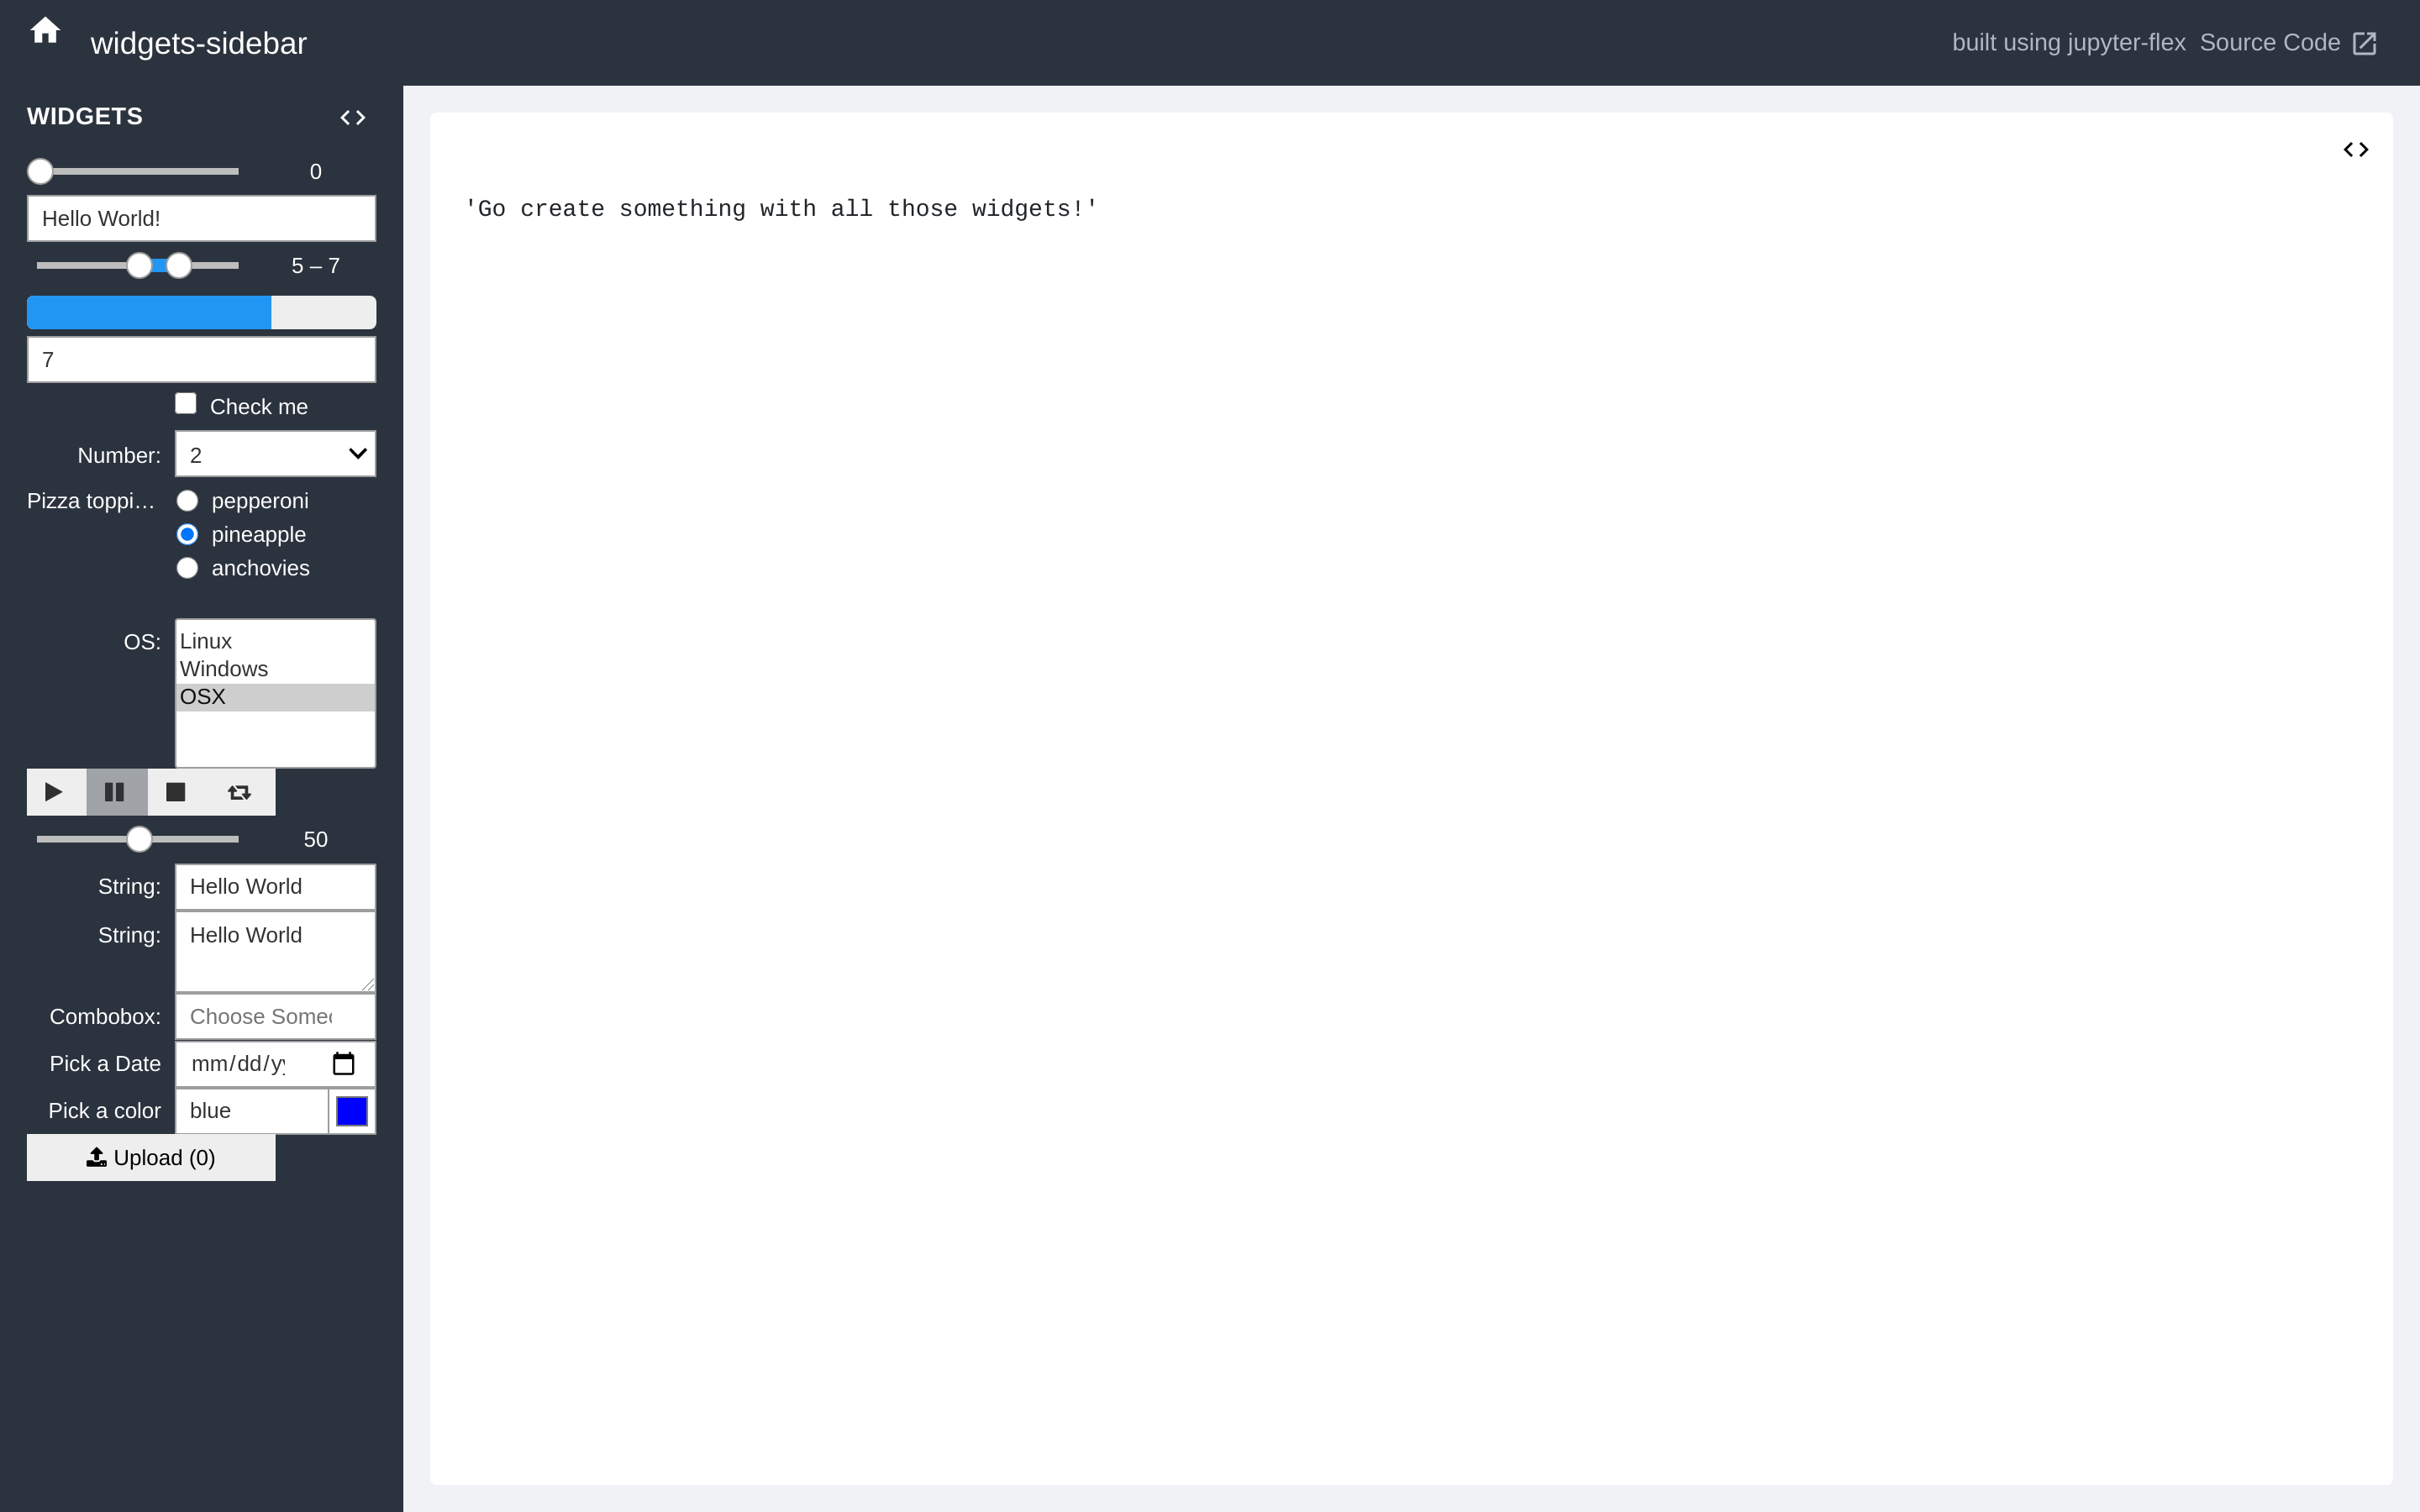 widgets-sidebar
built using jupyter-flex Source Code
WIDGETS
0
Hello World!
5 – 7
7
Check me
Number: 2
Pizza toppi…
pepperoni
pineapple
anchovies
OS:
Linux
Windows
OSX
50
String: Hello World
String: Hello World
Combobox: Choose Some
Pick a Date mm/dd/y
Pick a color blue
Upload (0)
'Go create something with all those widgets!'